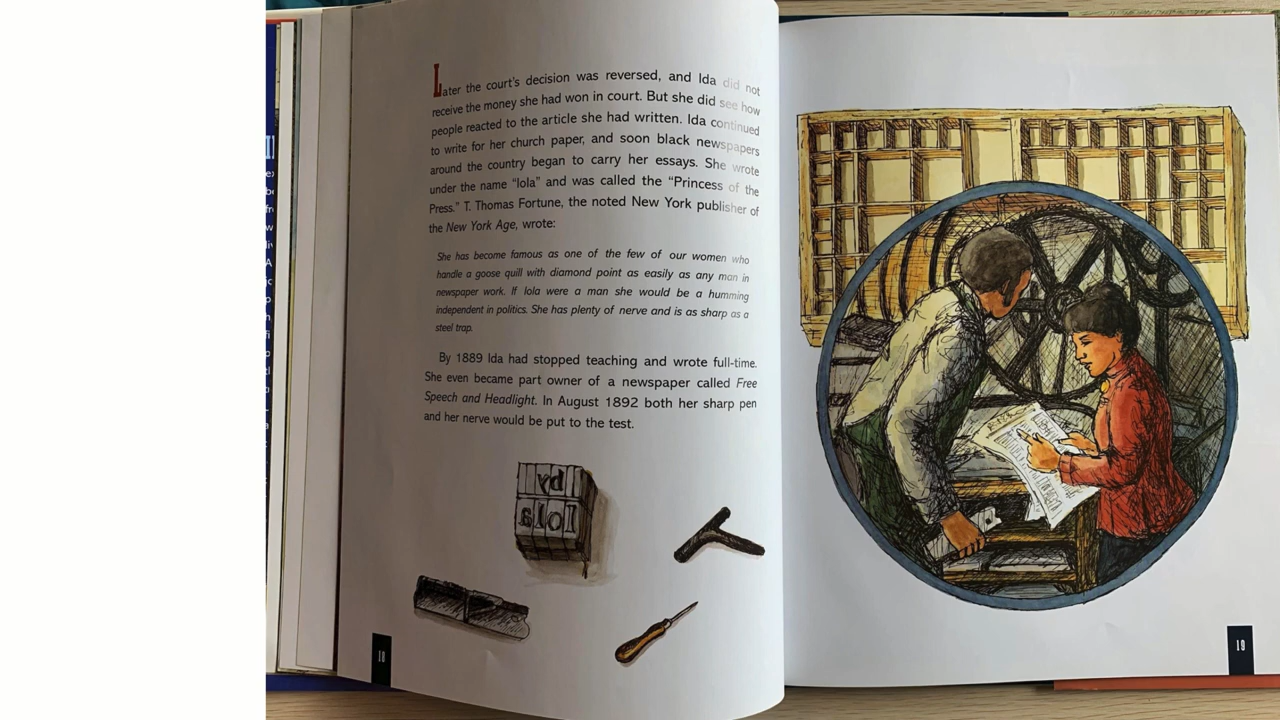 Later the court's decision was reversed, and Ida did not
receive the money she had won in court. But she did see how
people reacted to the article she had written. Ida continued
to write for her church paper, and soon black newspapers
around the country began to carry her essays. She wrote
under the name "Iola" and was called the "Princess of the
Press." T. Thomas Fortune, the noted New York publisher of
the New York Age, wrote:
She has become famous as one of the few of our women who
handle a goose quill with diamond point as easily as any man in
newspaper work. If Iola were a man she would be a humming
independent in politics. She has plenty of nerve and is as sharp as a
steel trap.
By 1889 Ida had stopped teaching and wrote full-time.
She even became part owner of a newspaper called Free
Speech and Headlight. In August 1892 both her sharp pen
and her nerve would be put to the test.
by
Iola
18
19